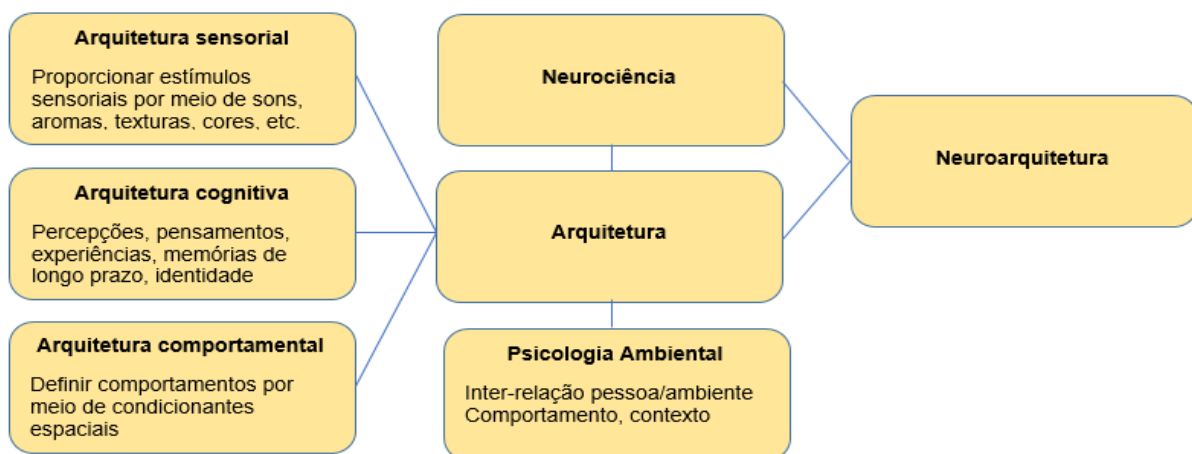 Arquitetura sensorial
Proporcionar estímulos
sensoriais por meio de sons,
aromas, texturas, cores, etc.
Arquitetura cognitiva
Percepções, pensamentos,
experiências, memórias de
longo prazo, identidade
Arquitetura comportamental
Definir comportamentos por
meio de condicionantes
espaciais
Neurociência
Arquitetura
Psicologia Ambiental
Inter-relação pessoa/ambiente
Comportamento, contexto
Neuroarquitetura